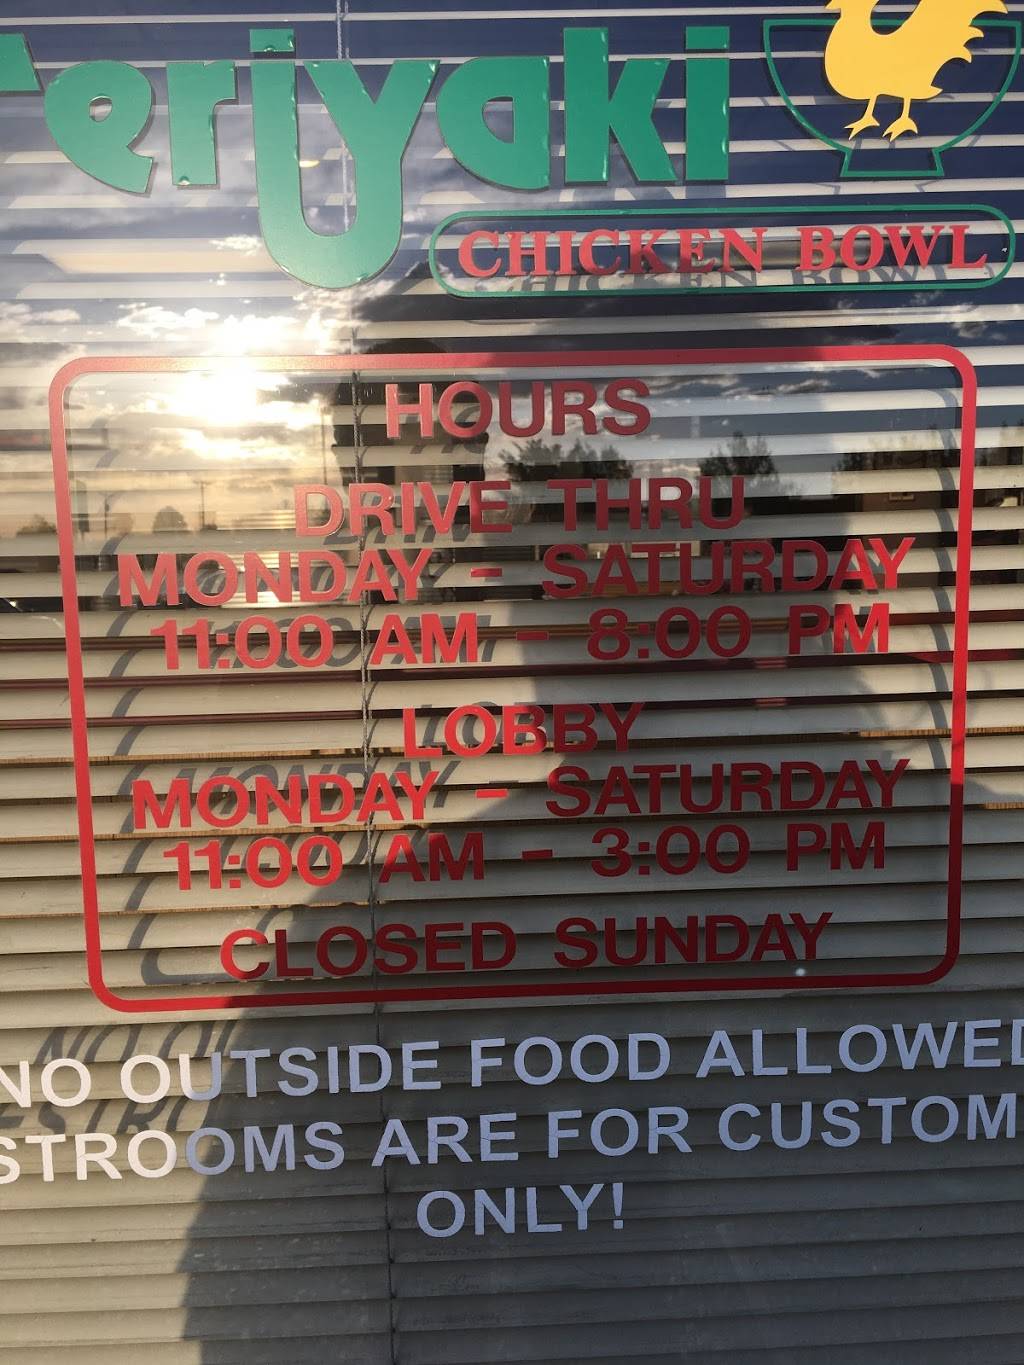 Teriyaki
CHICKEN BOWL
HOURS
DRIVE THRU
MONDAY - SATURDAY
11:00 AM - 8:00 PM
LOBBY
MONDAY - SATURDAY
11:00 AM - 3:00 PM
CLOSED SUNDAY
NO OUTSIDE FOOD ALLOWED
STROOMS ARE FOR CUSTOM
ONLY!